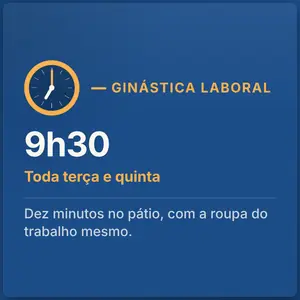 — GINÁSTICA LABORAL
9h30
Toda terça e quinta
Dez minutos no pátio, com a roupa do
trabalho mesmo.